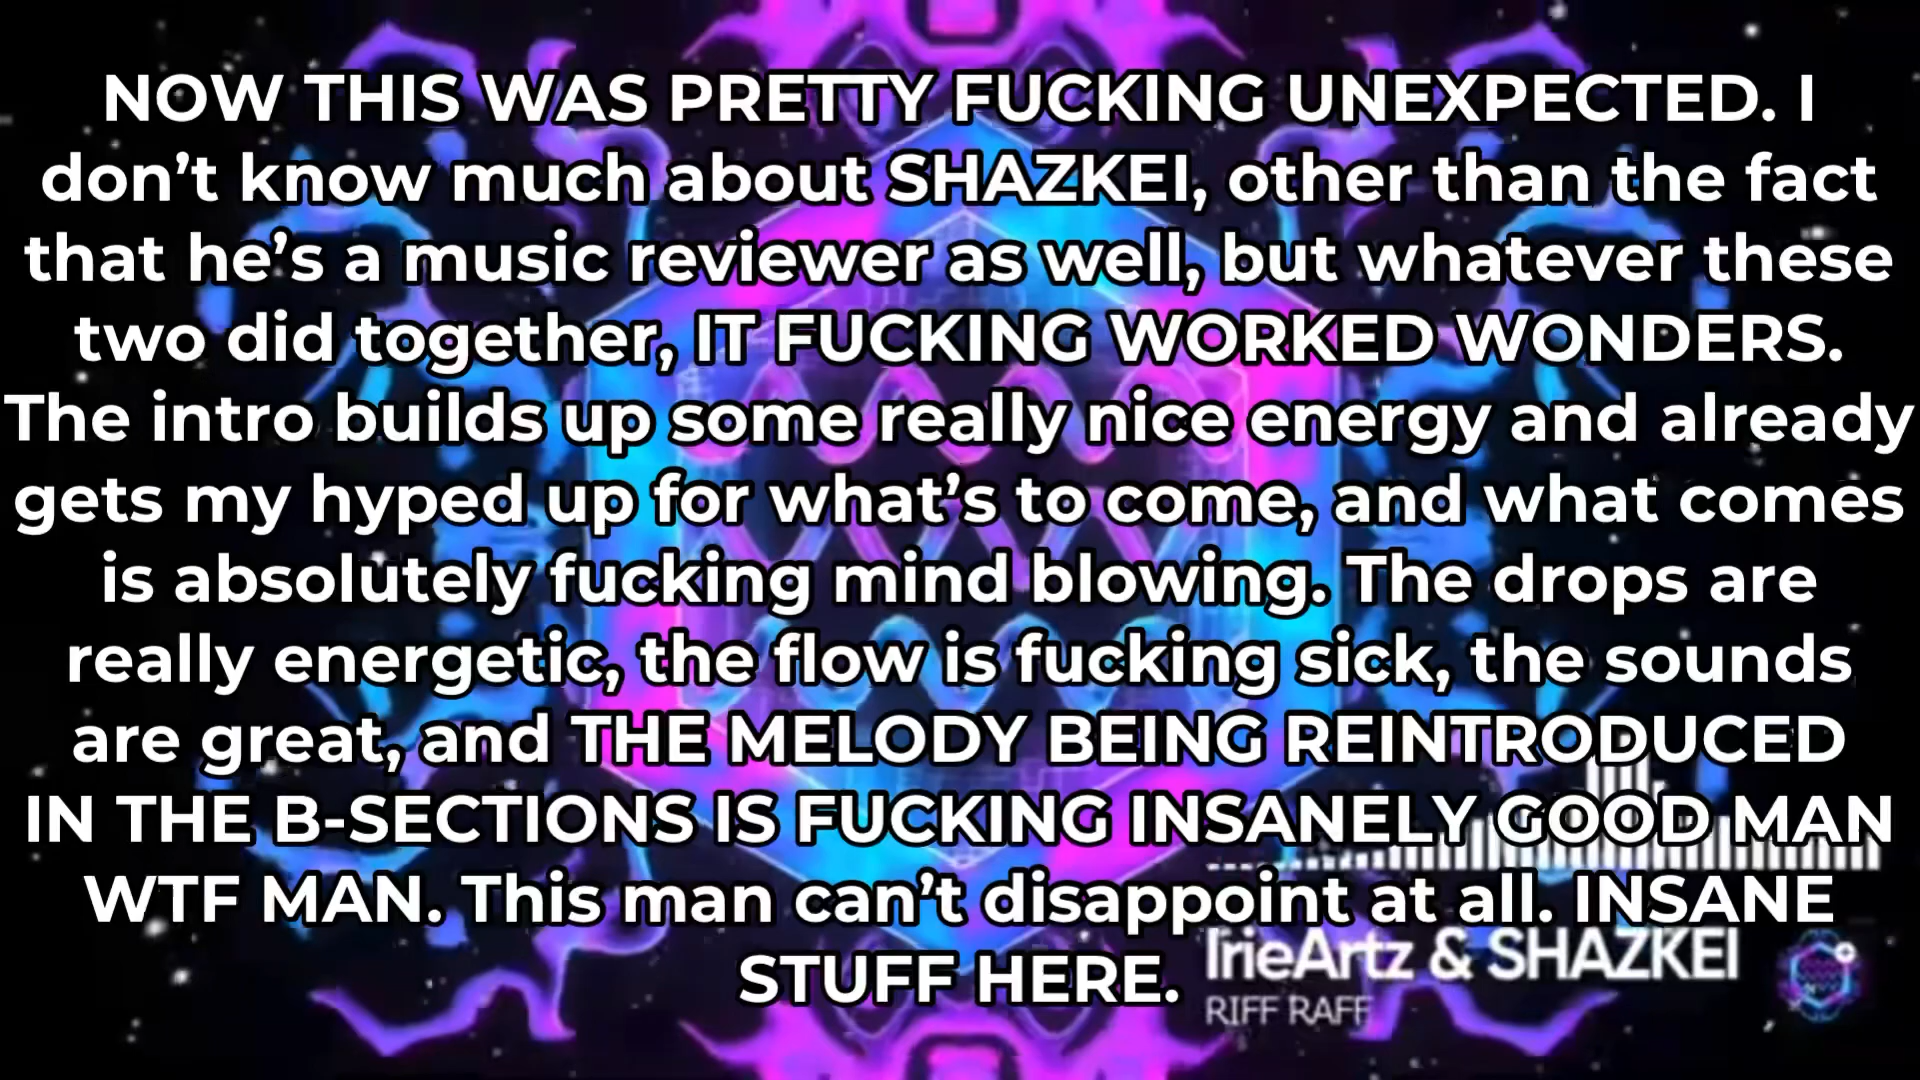 NOW THIS WAS PRETTY FUCKING UNEXPECTED. I
don’t know much about SHAZKEI, other than the fact
that he’s a music reviewer as well, but whatever these
two did together, IT FUCKING WORKED WONDERS.
The intro builds up some really nice energy and already
gets my hyped up for what’s to come, and what comes
is absolutely fucking mind blowing. The drops are
really energetic, the flow is fucking sick, the sounds
are great, and THE MELODY BEING REINTRODUCED
IN THE B-SECTIONS IS FUCKING INSANELY GOOD MAN
WTF MAN. This man can’t disappoint at all. INSANE
STUFF HERE.
IrieArtz & SHAZKEI
RIFF RAFF